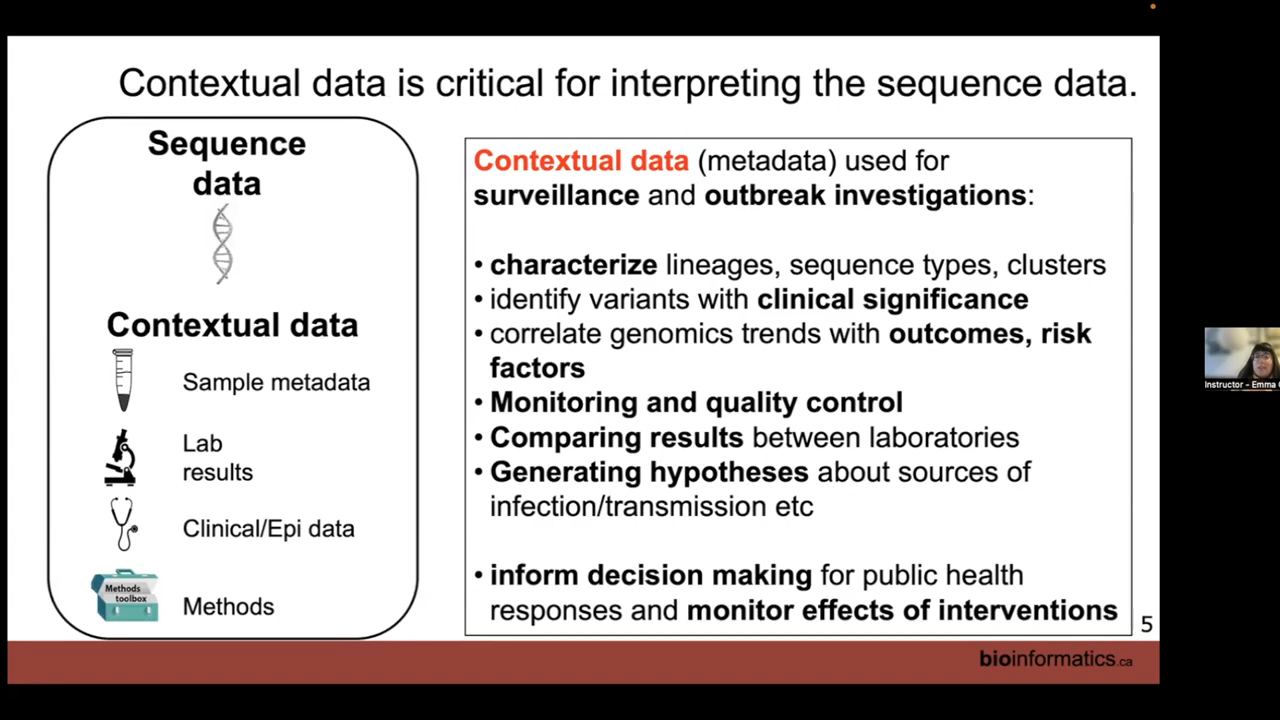 Contextual data is critical for interpreting the sequence data.
Sequence
data
Contextual data
Sample metadata
Lab
results
Clinical/Epi data
Methods
toolbox
Methods
Contextual data (metadata) used for
surveillance and outbreak investigations:
• characterize lineages, sequence types, clusters
• identify variants with clinical significance
• correlate genomics trends with outcomes, risk
factors
• Monitoring and quality control
• Comparing results between laboratories
• Generating hypotheses about sources of
infection/transmission etc
• inform decision making for public health
responses and monitor effects of interventions
5
bioinformatics.ca
Instructor - Emma